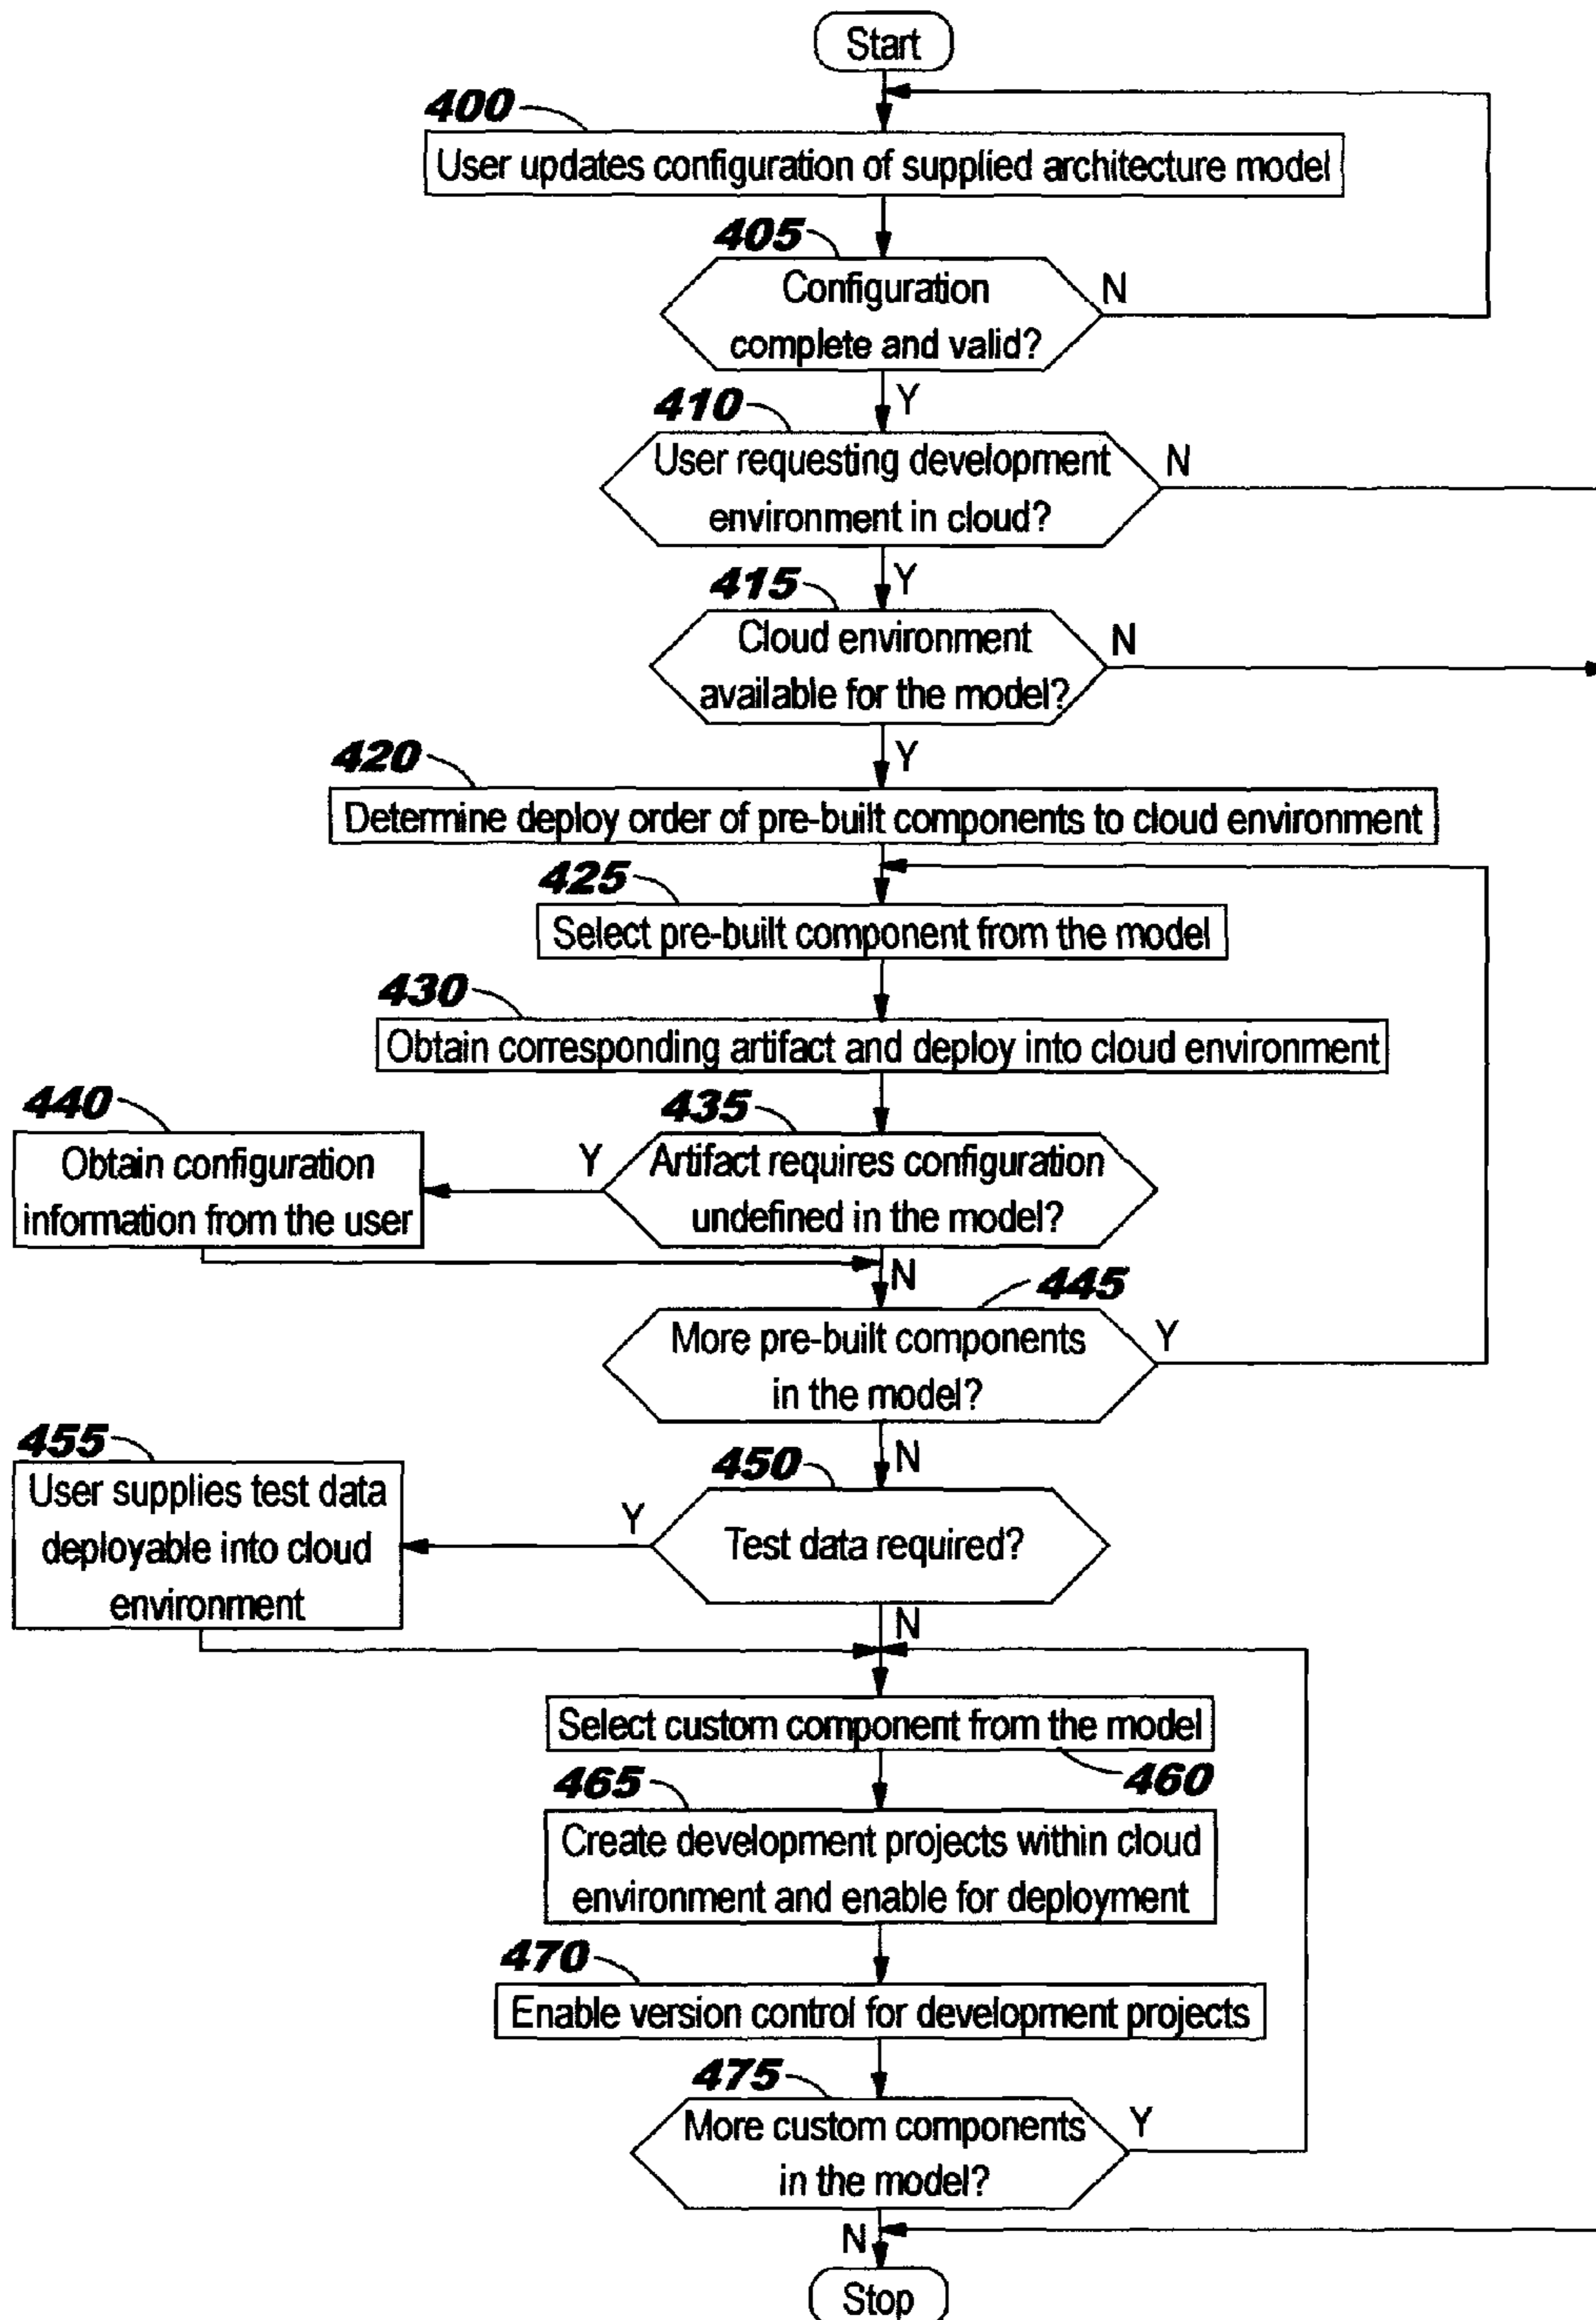 Start
400
User updates configuration of supplied architecture model
405
Configuration
complete and valid?
N
Y
410
User requesting development
environment in cloud?
N
Y
415
Cloud environment
available for the model?
N
Y
420
Determine deploy order of pre-built components to cloud environment
425
Select pre-built component from the model
430
Obtain corresponding artifact and deploy into cloud environment
440
Obtain configuration
information from the user
435
Y
Artifact requires configuration
undefined in the model?
N
445
More pre-built components
in the model?
Y
N
455
User supplies test data
deployable into cloud
environment
450
Y
Test data required?
N
Select custom component from the model
460
465
Create development projects within cloud
environment and enable for deployment
470
Enable version control for development projects
475
More custom components
in the model?
Y
N
Stop